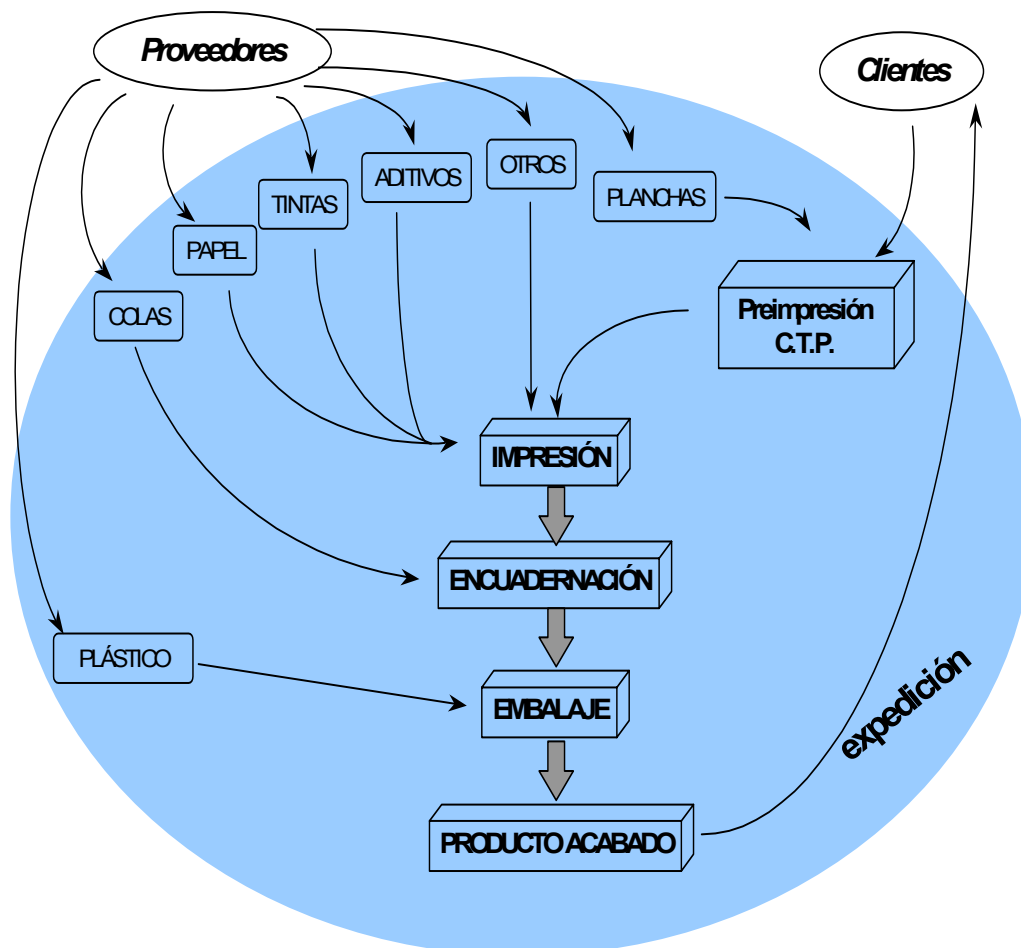 Proveedores
Clientes
OTROS
ADITIVOS
PLANCHAS
TINTAS
PAPEL
COLAS
Preimpresión
C.T.P.
IMPRESIÓN
ENCUADERNACIÓN
PLÁSTICO
EMBALAJE
expedición
PRODUCTO ACABADO